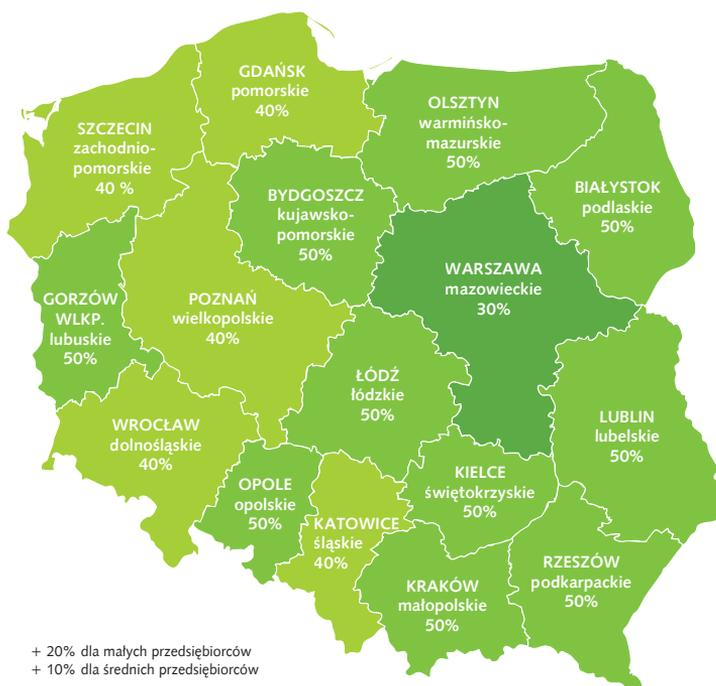 GDAŃSK
pomorskie
40%
OLSZTYN
warmińsko-
mazurskie
50%
SZCZECIN
zachodnio-
pomorskie
40 %
BIAŁYSTOK
podlaskie
50%
BYDGOSZCZ
kujawsko-
pomorskie
50%
WARSZAWA
mazowieckie
30%
GORZÓW
WLKP.
lubuskie
50%
POZNAŃ
wielkopolskie
40%
ŁÓDŹ
łódzkie
50%
LUBLIN
lubelskie
50%
WROCŁAW
dolnośląskie
40%
OPOLE
opolskie
50%
KIELCE
świętokrzyskie
50%
KATOWICE
śląskie
40%
RZESZÓW
podkarpackie
50%
KRAKÓW
małopolskie
50%
+ 20% dla małych przedsiębiorców
+ 10% dla średnich przedsiębiorców